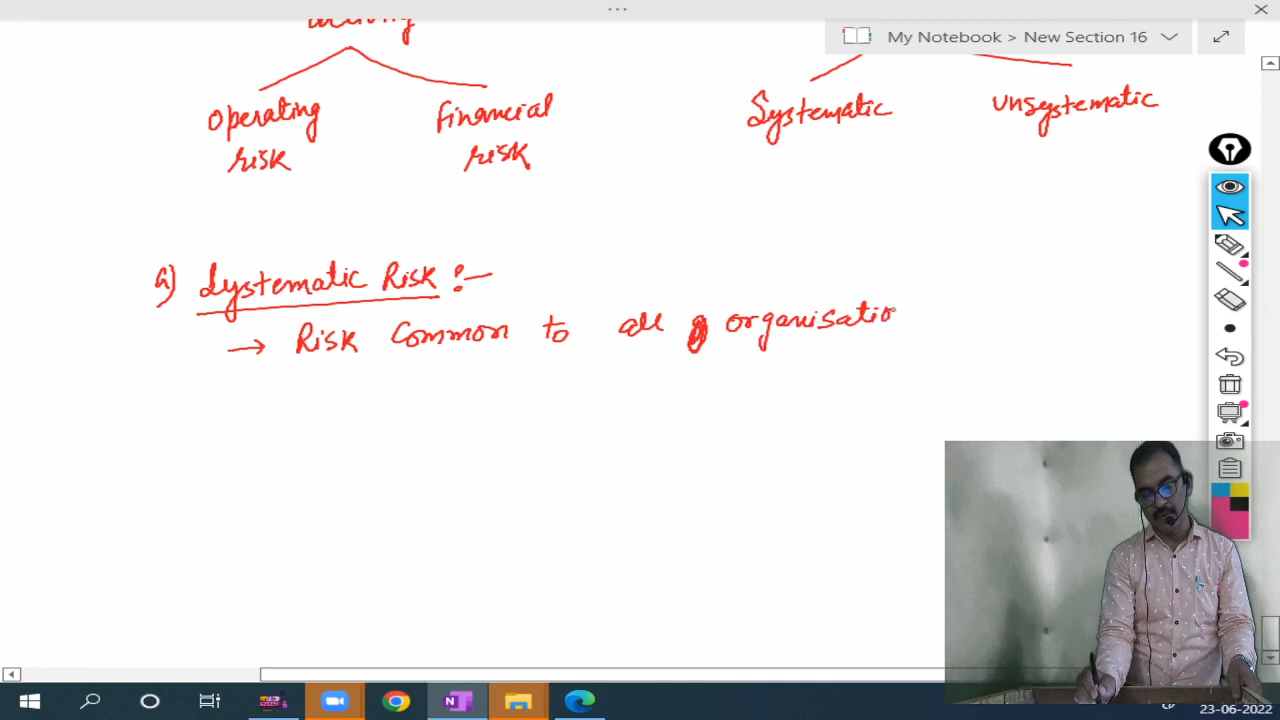 My Notebook > New Section 16
Operating risk
Financial risk
Systematic
Unsystematic
a) Systematic Risk :-
→ Risk Common to all organisatio
23-06-2022